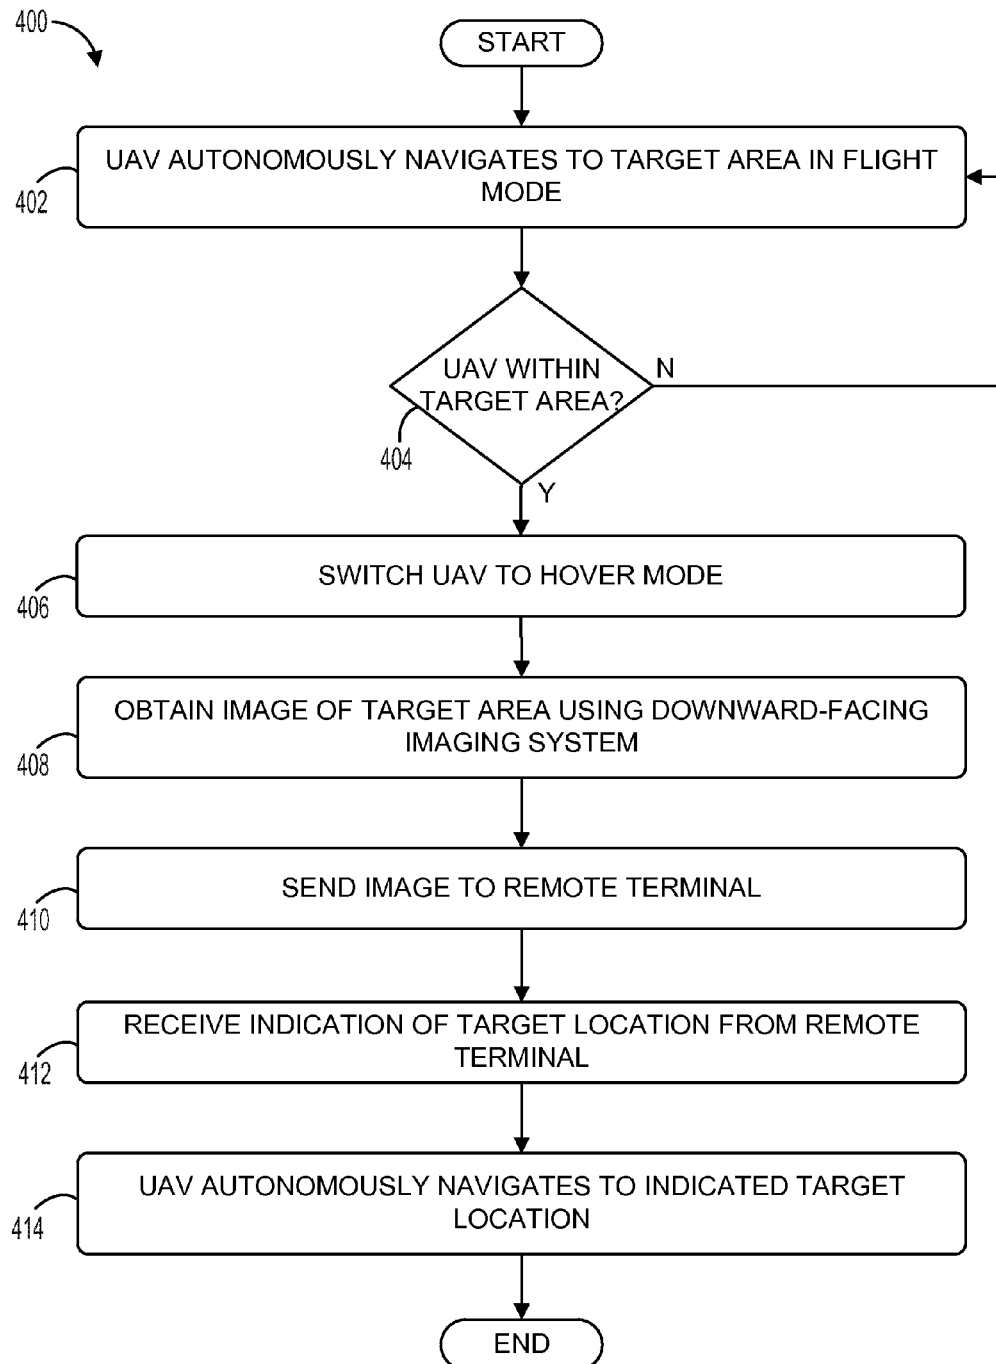 400
START
UAV AUTONOMOUSLY NAVIGATES TO TARGET AREA IN FLIGHT
MODE
402
UAV WITHIN
TARGET AREA?
N
404
Y
SWITCH UAV TO HOVER MODE
406
OBTAIN IMAGE OF TARGET AREA USING DOWNWARD-FACING
IMAGING SYSTEM
408
SEND IMAGE TO REMOTE TERMINAL
410
RECEIVE INDICATION OF TARGET LOCATION FROM REMOTE
TERMINAL
412
UAV AUTONOMOUSLY NAVIGATES TO INDICATED TARGET
LOCATION
414
END